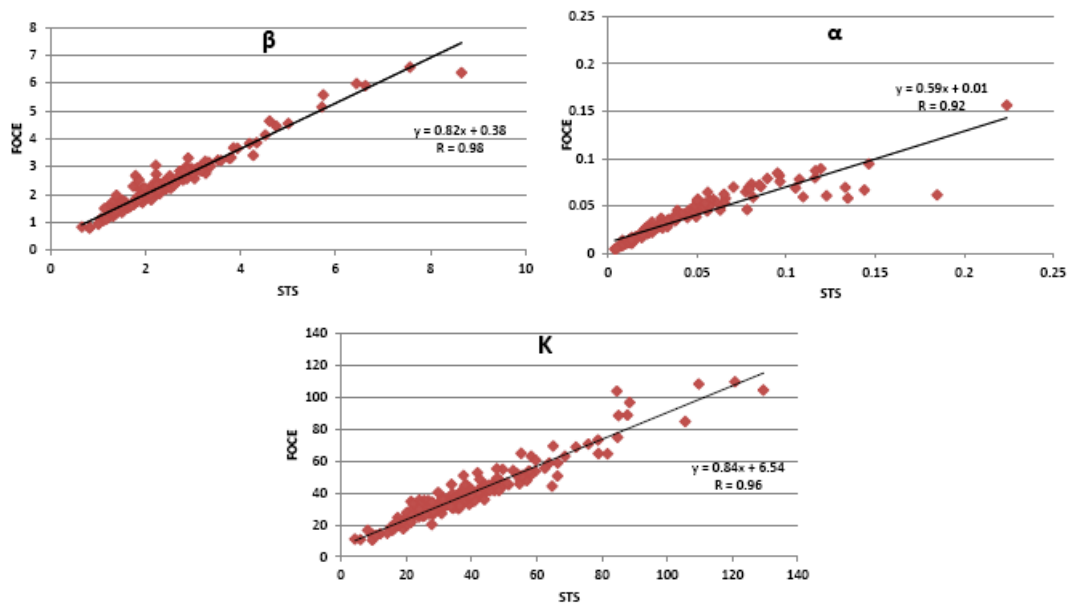 β
8
7
6
5
4
3
2
1
0
FOCE
y = 0.82x + 0.38
R = 0.98
0 2 4 6 8 10
STS
α
0.25
0.2
0.15
0.1
0.05
0
FOCE
y = 0.59x + 0.01
R = 0.92
0 0.05 0.1 0.15 0.2 0.25
STS
K
140
120
100
80
60
40
20
0
FOCE
y = 0.84x + 6.54
R = 0.96
0 20 40 60 80 100 120 140
STS